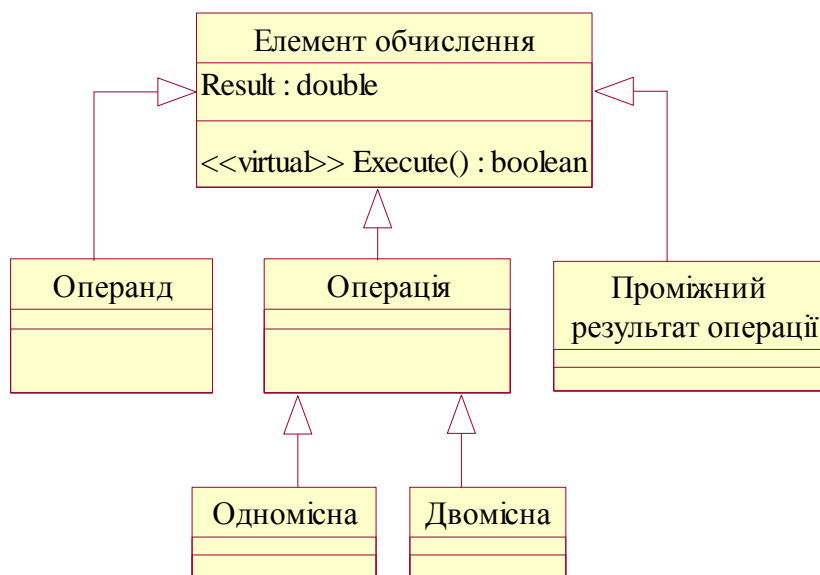 Елемент обчислення
Result : double
<<virtual>> Execute() : boolean
Операнд
Операція
Проміжний
результат операції
Одномісна
Двомісна